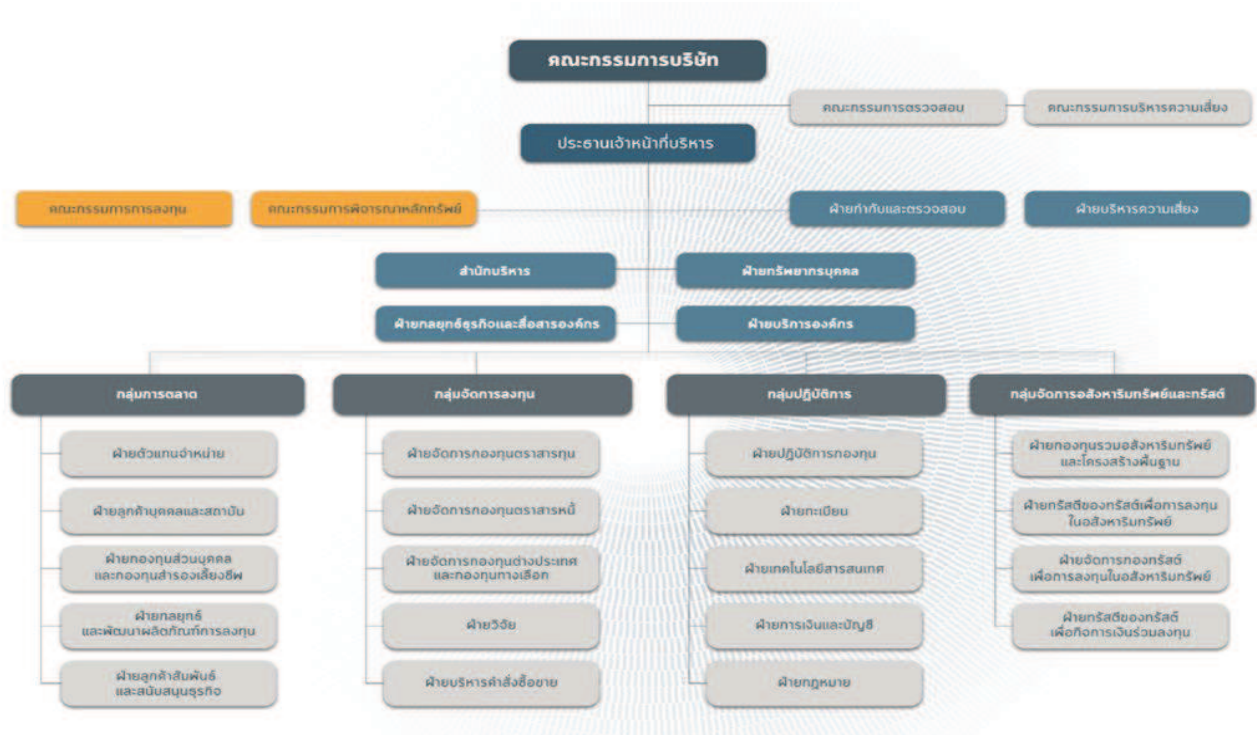 คณะกรรมการบริษัท
คณะกรรมการตรวจสอบ
คณะกรรมการบริหารความเสี่ยง
ประธานเจ้าหน้าที่บริหาร
คณะกรรมการการลงทุน
คณะกรรมการพิจารณาหลักทรัพย์
ฝ่ายกำกับและตรวจสอบ
ฝ่ายบริหารความเสี่ยง
สำนักบริหาร
ฝ่ายทรัพยากรบุคคล
ฝ่ายกลยุทธ์ธุรกิจและสื่อสารองค์กร
ฝ่ายบริการองค์กร
กลุ่มการตลาด
ฝ่ายตัวแทนจำหน่าย
ฝ่ายลูกค้าบุคคลและสถาบัน
ฝ่ายกองทุนส่วนบุคคล
และกองทุนสำรองเลี้ยงชีพ
ฝ่ายกลยุทธ์
และพัฒนาผลิตภัณฑ์การลงทุน
ฝ่ายลูกค้าสัมพันธ์
และสนับสนุนธุรกิจ
กลุ่มจัดการลงทุน
ฝ่ายจัดการกองทุนตราสารทุน
ฝ่ายจัดการกองทุนตราสารหนี้
ฝ่ายจัดการกองทุนต่างประเทศ
และกองทุนทางเลือก
ฝ่ายวิจัย
ฝ่ายบริหารคำสั่งซื้อขาย
กลุ่มปฏิบัติการ
ฝ่ายปฏิบัติการกองทุน
ฝ่ายทะเบียน
ฝ่ายเทคโนโลยีสารสนเทศ
ฝ่ายการเงินและบัญชี
ฝ่ายกฎหมาย
กลุ่มจัดการอสังหาริมทรัพย์และทรัสต์
ฝ่ายกองทุนรวมอสังหาริมทรัพย์
และโครงสร้างพื้นฐาน
ฝ่ายทรัสตีของทรัสต์เพื่อการลงทุน
ในอสังหาริมทรัพย์
ฝ่ายจัดการกองทรัสต์
เพื่อการลงทุนในอสังหาริมทรัพย์
ฝ่ายทรัสตีของทรัสต์
เพื่อกิจการเงินร่วมลงทุน